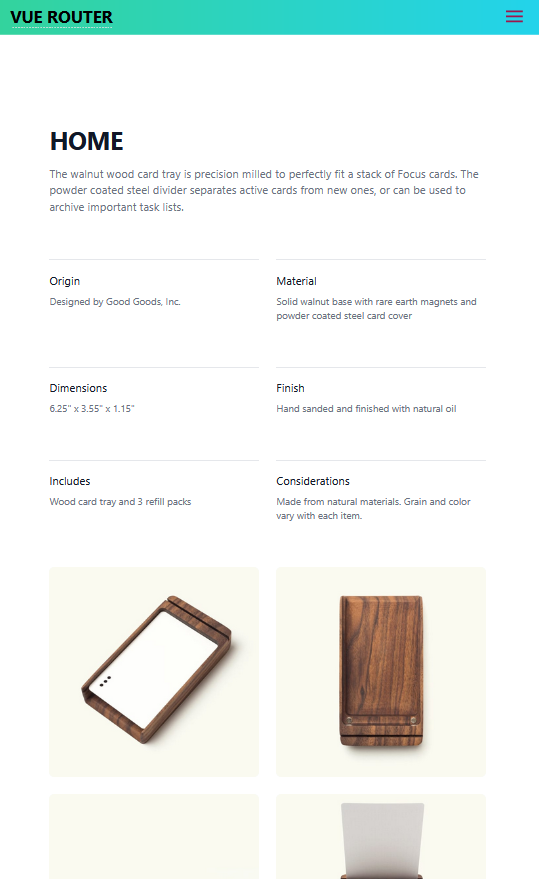 VUE ROUTER
HOME
The walnut wood card tray is precision milled to perfectly fit a stack of Focus cards. The
powder coated steel divider separates active cards from new ones, or can be used to
archive important task lists.
Origin
Designed by Good Goods, Inc.
Material
Solid walnut base with rare earth magnets and
powder coated steel card cover
Dimensions
6.25" x 3.55" x 1.15"
Finish
Hand sanded and finished with natural oil
Includes
Wood card tray and 3 refill packs
Considerations
Made from natural materials. Grain and color
vary with each item.